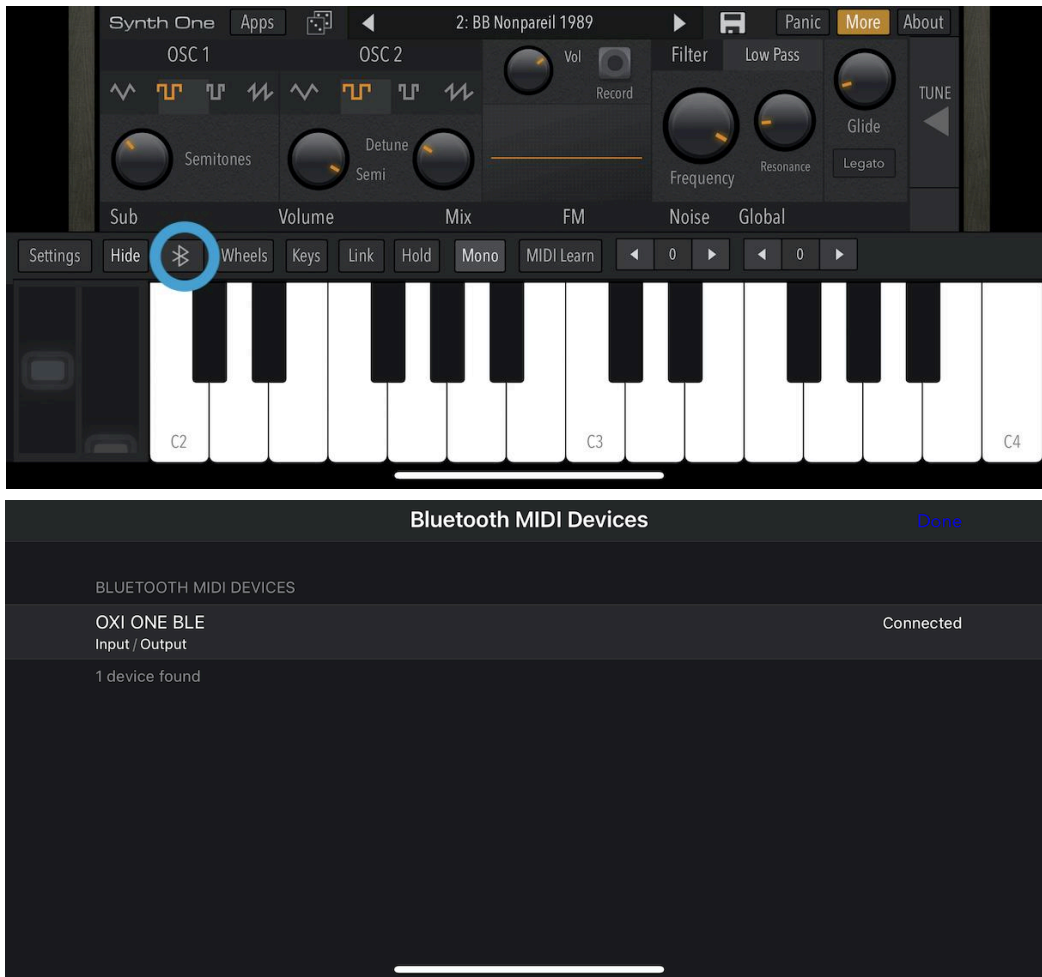 Synth One Apps 2: BB Nonpareil 1989 Panic More About
OSC 1 OSC 2 Vol Filter Low Pass
Record TUNE
Glide
Detune
Semitones Semi Resonance Legato
Frequency
Sub Volume Mix FM Noise Global
Settings Hide Wheels Keys Link Hold Mono MIDI Learn 0 0
C2 C3 C4
Bluetooth MIDI Devices Done
BLUETOOTH MIDI DEVICES
OXI ONE BLE Connected
Input / Output
1 device found